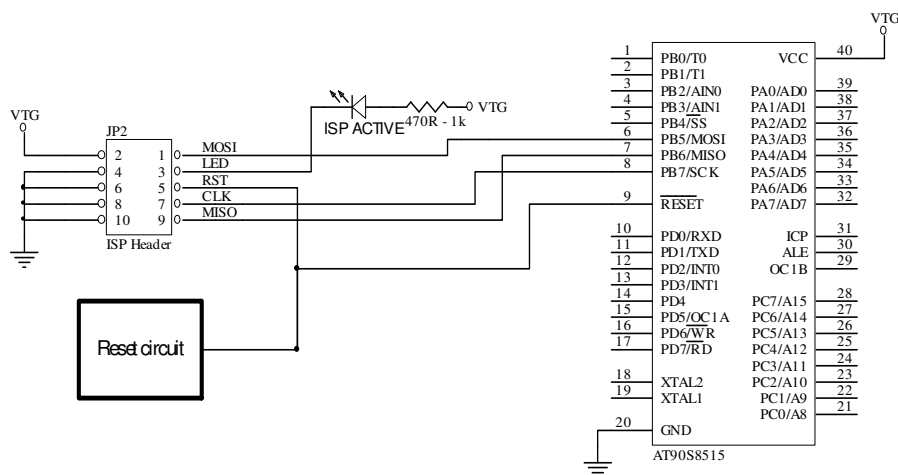 VTG
JP2
2 1 MOSI
4 3 LED
6 5 RST
8 7 CLK
10 9 MISO
ISP Header
ISP ACTIVE
470R - 1k
VTG
Reset circuit
VTG
1 PB0/T0 VCC 40
2 PB1/T1
3 PB2/AIN0 PA0/AD0 39
4 PB3/AIN1 PA1/AD1 38
5 PB4/SS PA2/AD2 37
6 PB5/MOSI PA3/AD3 36
7 PB6/MISO PA4/AD4 35
8 PB7/SCK PA5/AD5 34
PA6/AD6 33
9 RESET PA7/AD7 32
10 PD0/RXD ICP 31
11 PD1/TXD ALE 30
12 PD2/INT0 OC1B 29
13 PD3/INT1
14 PD4 PC7/A15 28
15 PD5/OC1A PC6/A14 27
16 PD6/WR PC5/A13 26
17 PD7/RD PC4/A12 25
PC3/A11 24
18 XTAL2 PC2/A10 23
19 XTAL1 PC1/A9 22
PC0/A8 21
20 GND
AT90S8515